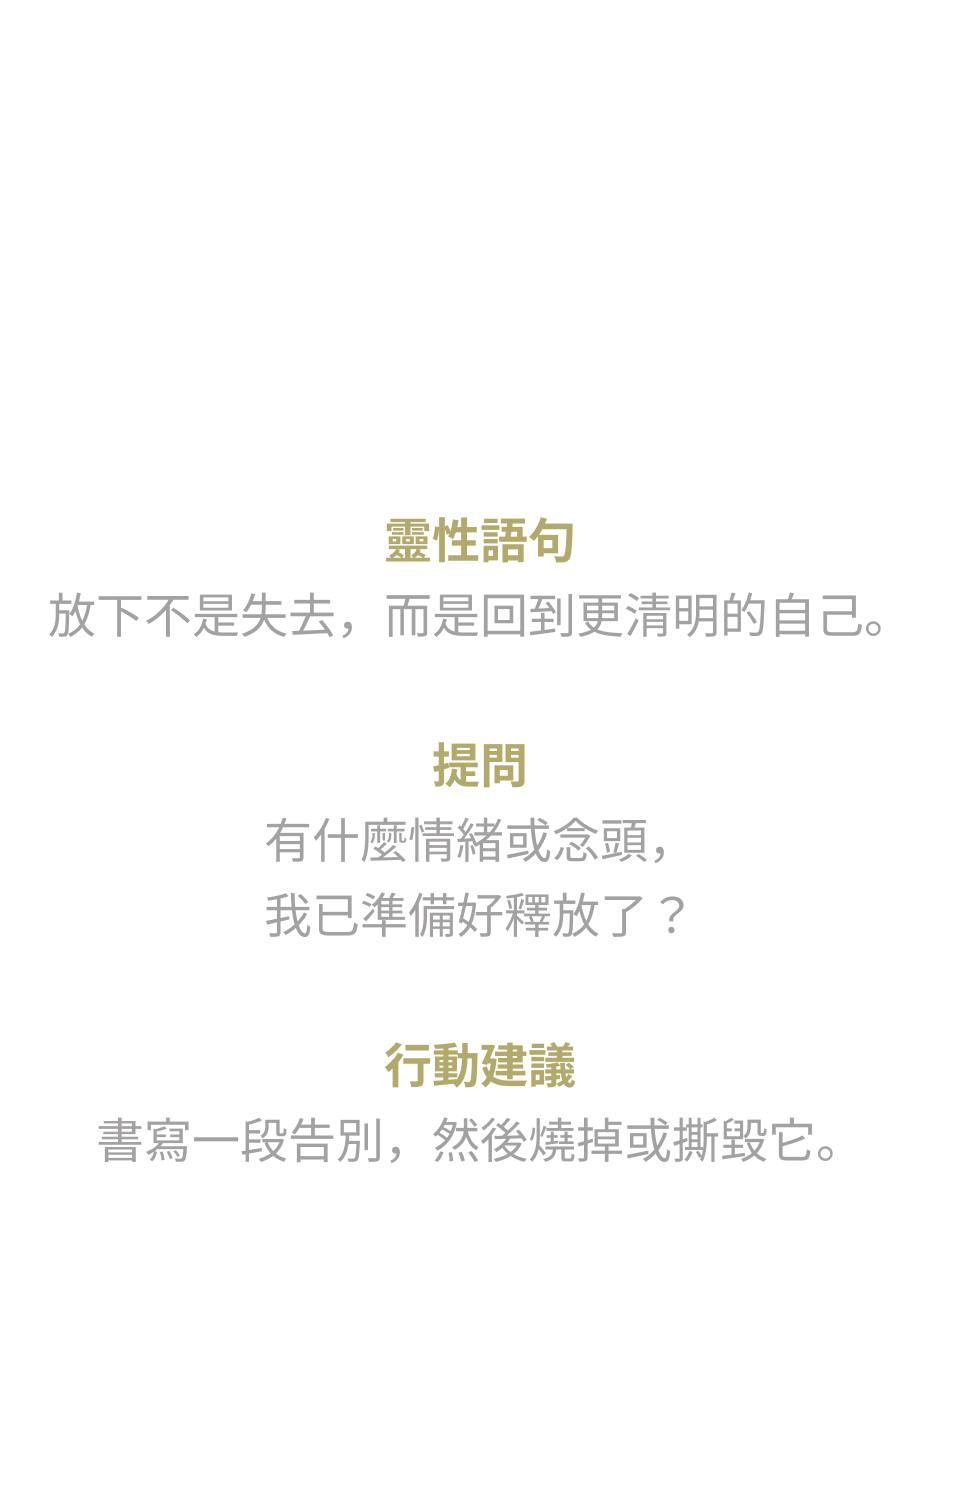 靈性語句
放下不是失去，而是回到更清明的自己。
提問
有什麼情緒或念頭，
我已準備好釋放了？
行動建議
書寫一段告別，然後燒掉或撕毀它。